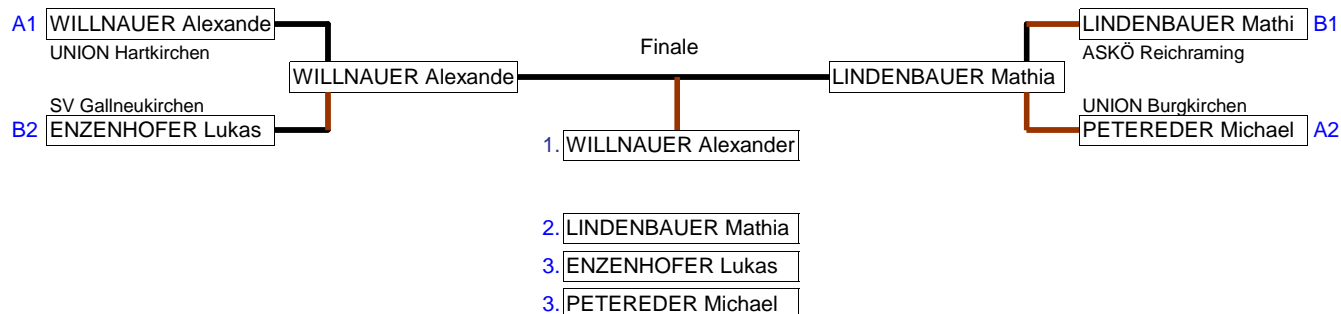 A1 WILLNAUER Alexande
UNION Hartkirchen
LINDENBAUER Mathi B1
ASKÖ Reichraming
Finale
WILLNAUER Alexande
LINDENBAUER Mathia
SV Gallneukirchen
B2 ENZENHOFER Lukas
UNION Burgkirchen
PETEREDER Michael A2
1. WILLNAUER Alexander
2. LINDENBAUER Mathia
3. ENZENHOFER Lukas
3. PETEREDER Michael